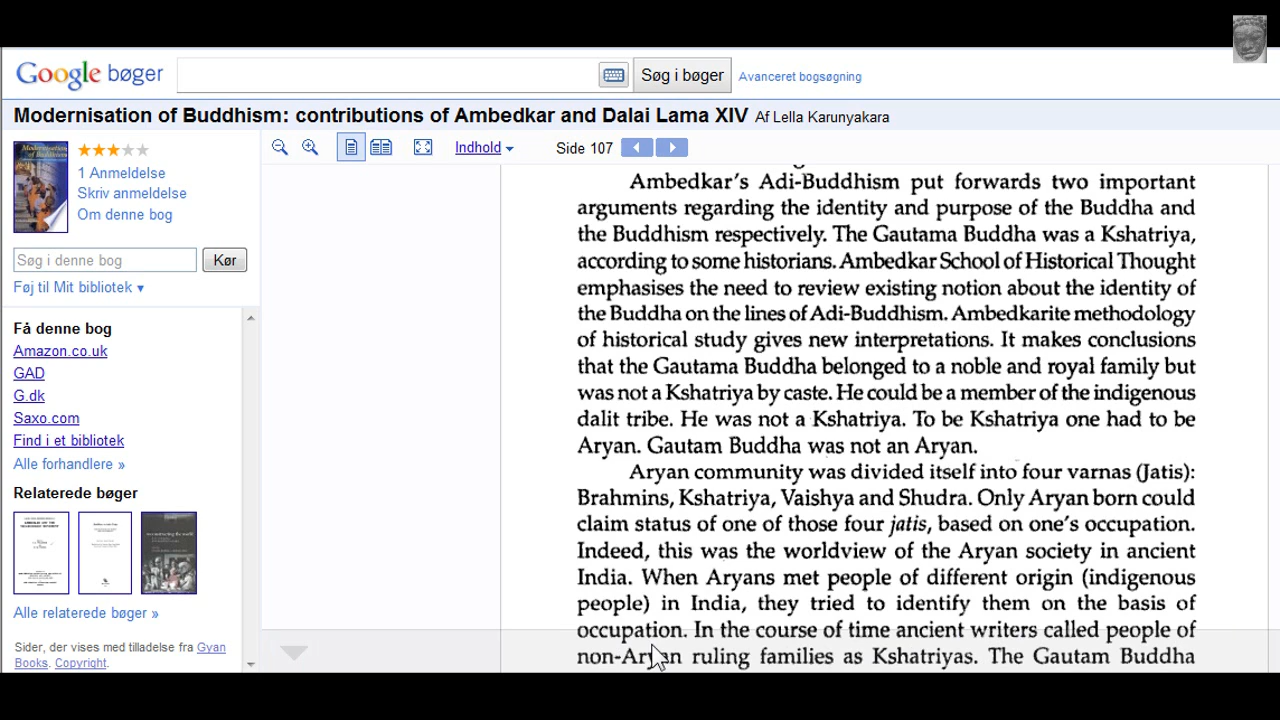 Google bøger
Søg i bøger
Avanceret bogsøgning
Modernisation of Buddhism: contributions of Ambedkar and Dalai Lama XIV Af Lella Karunyakara
Indhold
Side 107
1 Anmeldelse
Skriv anmeldelse
Om denne bog
Søg i denne bog
Kør
Føj til Mit bibliotek
Få denne bog
Amazon.co.uk
GAD
G.dk
Saxo.com
Find i et bibliotek
Alle forhandlere »
Relaterede bøger
Alle relaterede bøger »
Sider, der vises med tilladelse fra Gyan
Books. Copyright.
Ambedkar's Adi-Buddhism put forwards two important
arguments regarding the identity and purpose of the Buddha and
the Buddhism respectively. The Gautama Buddha was a Kshatriya,
according to some historians. Ambedkar School of Historical Thought
emphasises the need to review existing notion about the identity of
the Buddha on the lines of Adi-Buddhism. Ambedkarite methodology
of historical study gives new interpretations. It makes conclusions
that the Gautama Buddha belonged to a noble and royal family but
was not a Kshatriya by caste. He could be a member of the indigenous
dalit tribe. He was not a Kshatriya. To be Kshatriya one had to be
Aryan. Gautam Buddha was not an Aryan.
Aryan community was divided itself into four varnas (Jatis):
Brahmins, Kshatriya, Vaishya and Shudra. Only Aryan born could
claim status of one of those four jatis, based on one's occupation.
Indeed, this was the worldview of the Aryan society in ancient
India. When Aryans met people of different origin (indigenous
people) in India, they tried to identify them on the basis of
occupation. In the course of time ancient writers called people of
non-Aryan ruling families as Kshatriyas. The Gautam Buddha